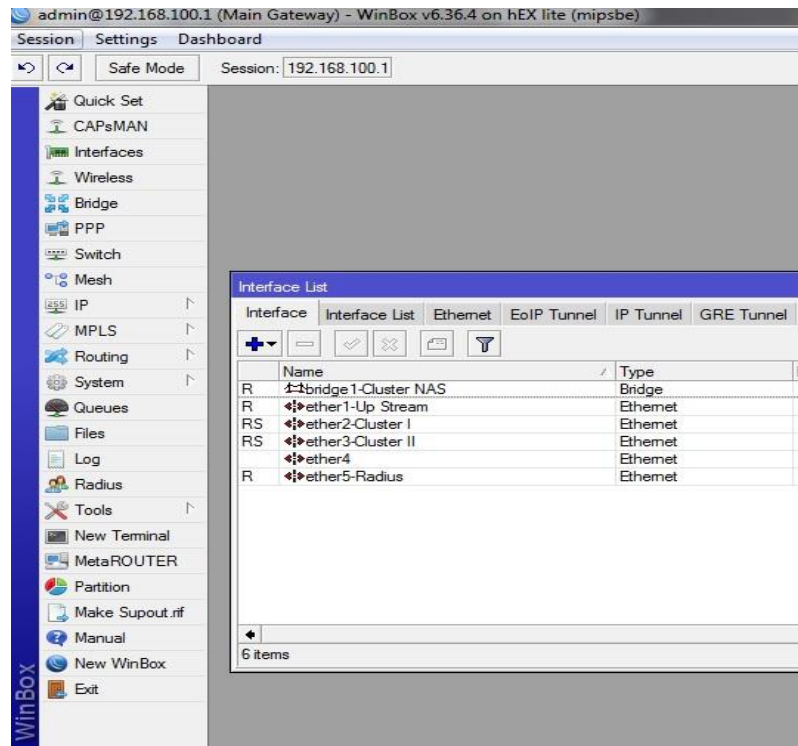 admin@192.168.100.1 (Main Gateway) - WinBox v6.36.4 on hEX lite (mipsbe)
Session Settings Dashboard
Safe Mode Session: 192.168.100.1
Quick Set
CAPsMAN
Interfaces
Wireless
Bridge
PPP
Switch
Mesh
255 IP
MPLS
Routing
System
Queues
Files
Log
Radius
Tools
New Terminal
MetaROUTER
Partition
Make Supout.rif
Manual
New WinBox
Exit
WinBox
Interface List
Interface Interface List Ethernet EoIP Tunnel IP Tunnel GRE Tunnel
Name Type
R bridge1-Cluster NAS Bridge
R ether1-Up Stream Ethernet
RS ether2-Cluster I Ethernet
RS ether3-Cluster II Ethernet
ether4 Ethernet
R ether5-Radius Ethernet
6 items